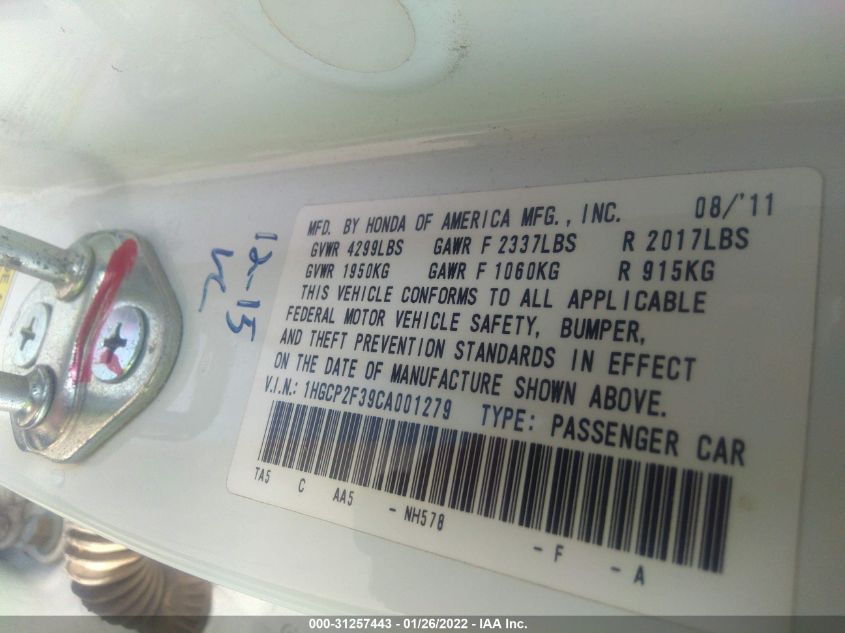 MFD. BY HONDA OF AMERICA MFG., INC. 08/'11
GVWR 4299LBS GAWR F 2337LBS R 2017LBS
GVWR 1950KG GAWR F 1060KG R 915KG
THIS VEHICLE CONFORMS TO ALL APPLICABLE
FEDERAL MOTOR VEHICLE SAFETY, BUMPER,
AND THEFT PREVENTION STANDARDS IN EFFECT
ON THE DATE OF MANUFACTURE SHOWN ABOVE.
V.I.N.: 1HGCP2F39CA001279 TYPE: PASSENGER CAR
TA5 C AA5 - NH578 - F - A
12-15
000-31257443 - 01/26/2022 - IAA Inc.